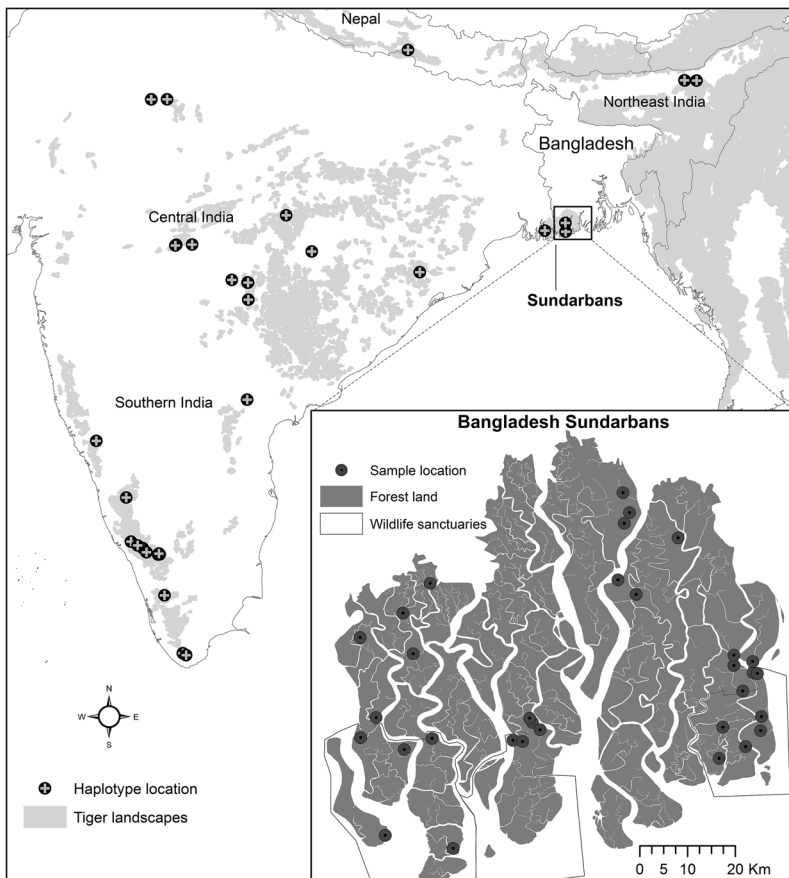 Nepal
Northeast India
Bangladesh
Central India
Sundarbans
Southern India
N
W E
S
Haplotype location
Tiger landscapes
Bangladesh Sundarbans
Sample location
Forest land
Wildlife sanctuaries
0 5 10 20 Km